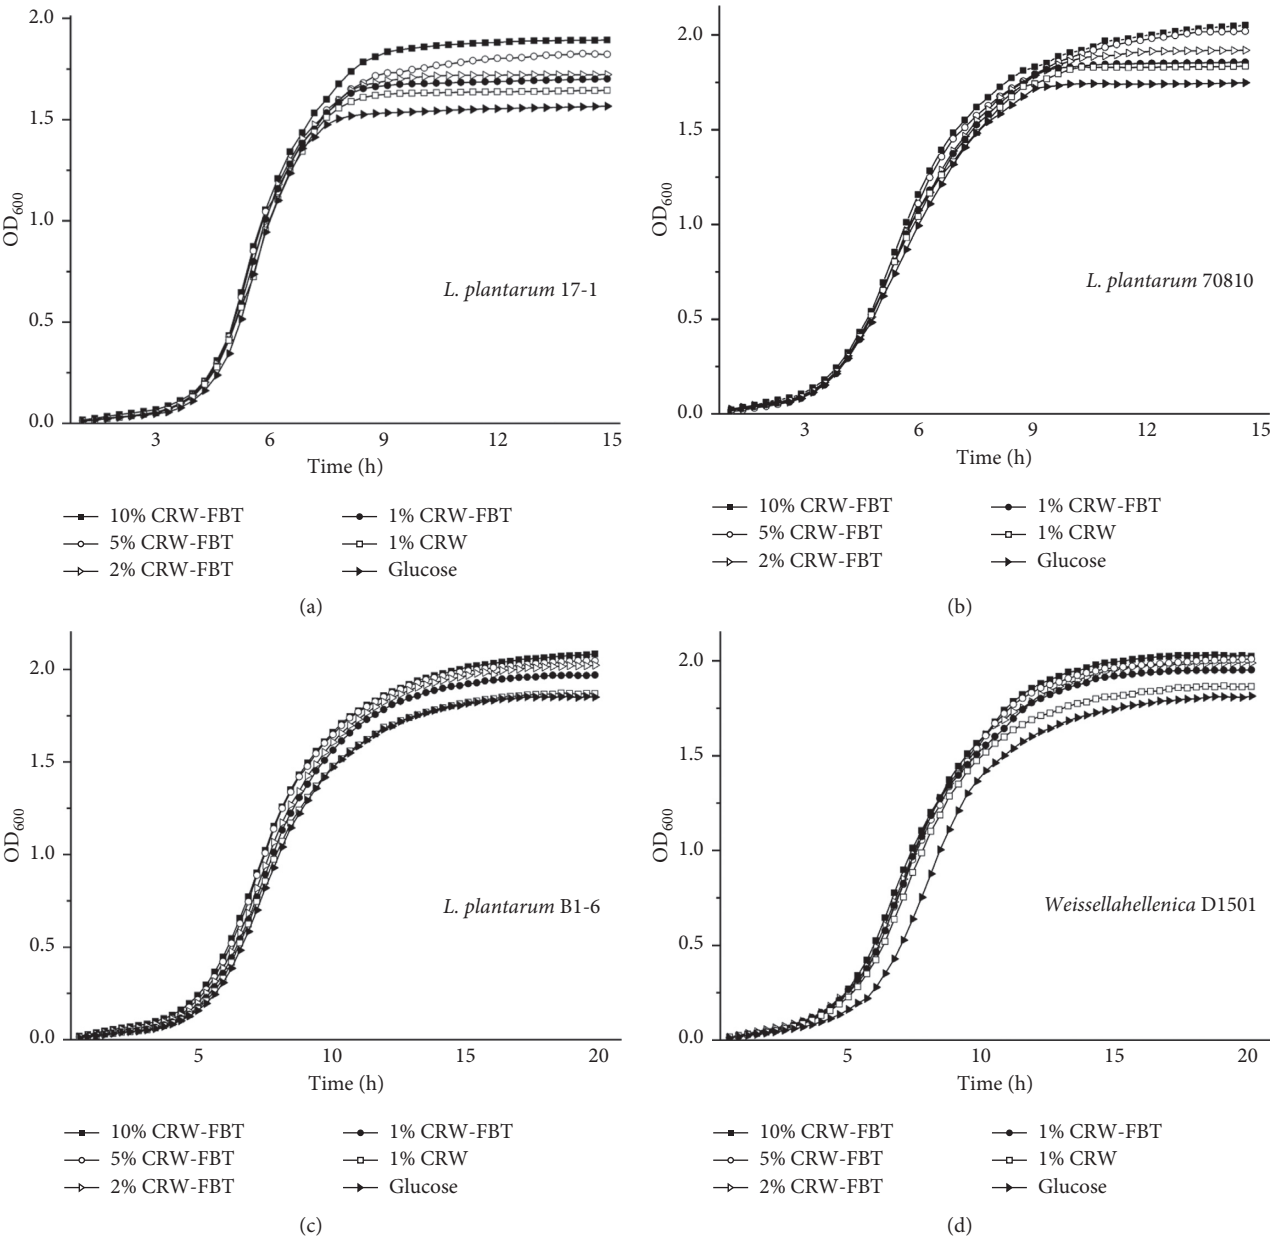 2.0
1.5
1.0
0.5
0.0
OD600
L. plantarum 17-1
3 6 9 12 15
Time (h)
10% CRW-FBT 1% CRW-FBT
5% CRW-FBT 1% CRW
2% CRW-FBT Glucose
(a)
2.0
1.5
1.0
0.5
0.0
OD600
L. plantarum 70810
3 6 9 12 15
Time (h)
10% CRW-FBT 1% CRW-FBT
5% CRW-FBT 1% CRW
2% CRW-FBT Glucose
(b)
2.0
1.5
1.0
0.5
0.0
OD600
L. plantarum B1-6
5 10 15 20
Time (h)
10% CRW-FBT 1% CRW-FBT
5% CRW-FBT 1% CRW
2% CRW-FBT Glucose
(c)
2.0
1.5
1.0
0.5
0.0
OD600
Weissellahellenica D1501
5 10 15 20
Time (h)
10% CRW-FBT 1% CRW-FBT
5% CRW-FBT 1% CRW
2% CRW-FBT Glucose
(d)